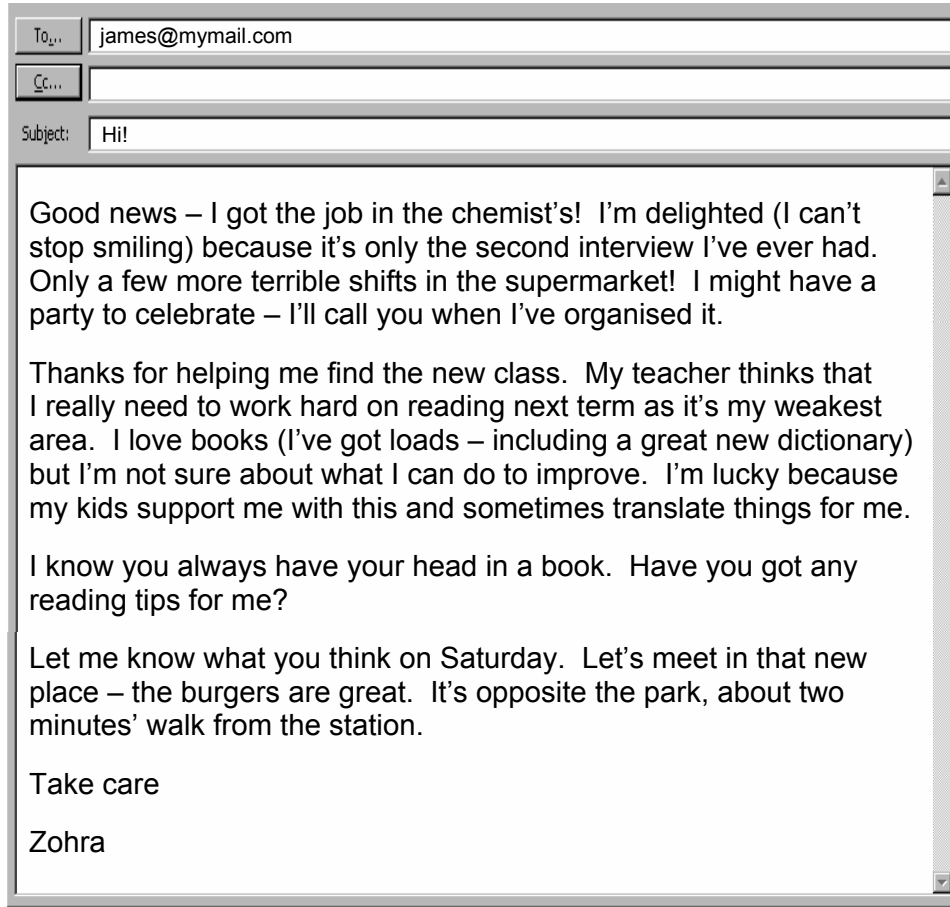 To... james@mymail.com
Cc...
Subject: Hi!
Good news – I got the job in the chemist’s!  I’m delighted (I can’t
stop smiling) because it’s only the second interview I’ve ever had.
Only a few more terrible shifts in the supermarket!  I might have a
party to celebrate – I’ll call you when I’ve organised it.
Thanks for helping me find the new class.  My teacher thinks that
I really need to work hard on reading next term as it’s my weakest
area.  I love books (I’ve got loads – including a great new dictionary)
but I’m not sure about what I can do to improve.  I’m lucky because
my kids support me with this and sometimes translate things for me.
I know you always have your head in a book.  Have you got any
reading tips for me?
Let me know what you think on Saturday.  Let’s meet in that new
place – the burgers are great.  It’s opposite the park, about two
minutes’ walk from the station.
Take care
Zohra